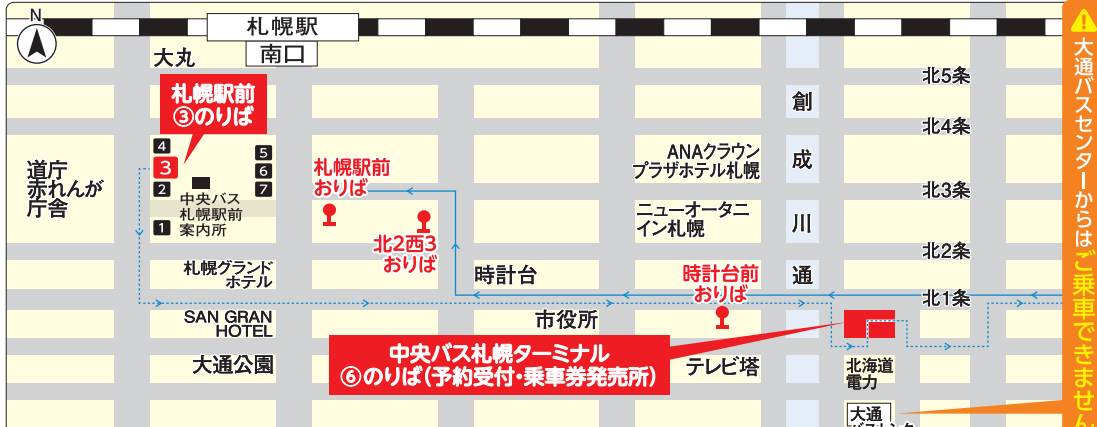 N
札幌駅
南口
大丸
札幌駅前
③のりば
4
3
2
1
5
6
7
中央バス
札幌駅前
案内所
道庁
赤れんが
庁舎
札幌駅前
おりば
北2西3
おりば
ANAクラウン
プラザホテル札幌
ニューオータニ
イン札幌
創
成
川
通
北5条
北4条
北3条
北2条
北1条
札幌グランド
ホテル
時計台
時計台前
おりば
SAN GRAN
HOTEL
市役所
大通公園
中央バス札幌ターミナル
⑥のりば(予約受付・乗車券発売所)
テレビ塔
北海道
電力
大通
大通バスセンターからはご乗車できません